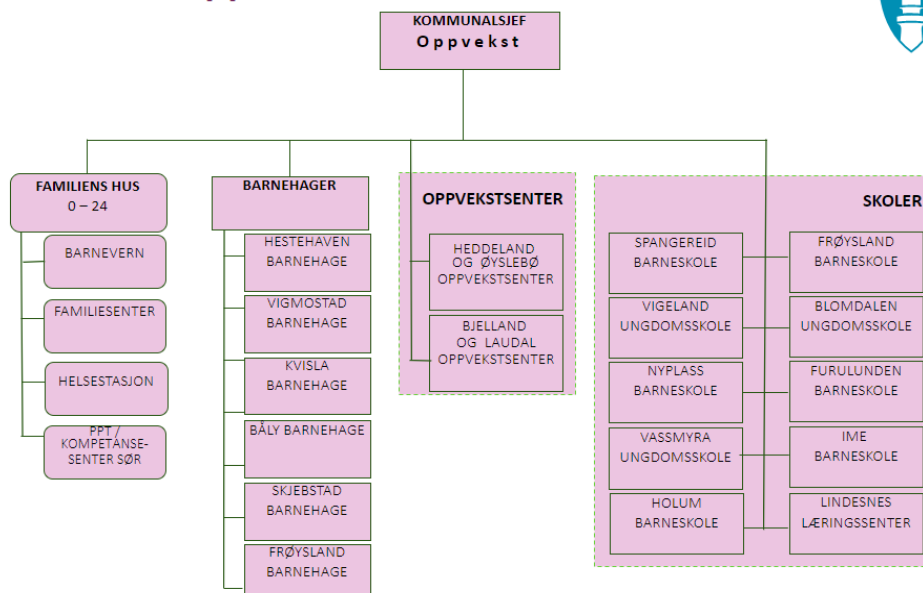 KOMMUNALSJEF
Oppvekst
FAMILIENS HUS
0 – 24
BARNEVERN
FAMILIESENTER
HELSESTASJON
PPT /
KOMPETANSE-
SENTER SØR
BARNEHAGER
HESTEHAVEN
BARNEHAGE
VIGMOSTAD
BARNEHAGE
KVISLA
BARNEHAGE
BÅLY BARNEHAGE
SKJEBSTAD
BARNEHAGE
FRØYSLAND
BARNEHAGE
OPPVEKSTSENTER
HEDDELAND
OG ØYSLEBØ
OPPVEKSTSENTER
BJELLAND
OG LAUDAL
OPPVEKSTSENTER
SKOLER
SPANGEREID
BARNESKOLE
FRØYSLAND
BARNESKOLE
VIGELAND
UNGDOMSSKOLE
BLOMDALEN
UNGDOMSSKOLE
NYPLASS
BARNESKOLE
FURULUNDEN
BARNESKOLE
VASSMYRA
UNGDOMSSKOLE
IME
BARNESKOLE
HOLUM
BARNESKOLE
LINDESNES
LÆRINGSSENTER